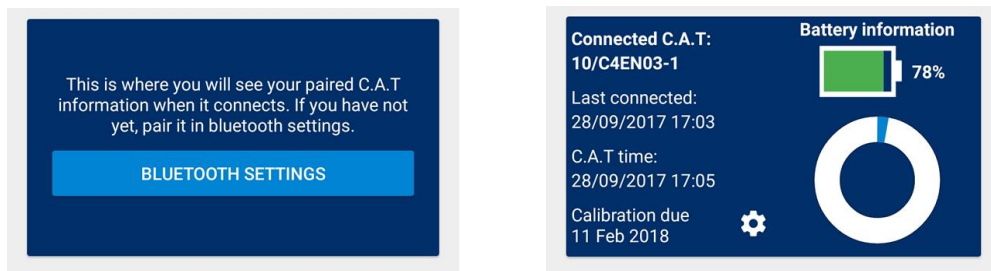 This is where you will see your paired C.A.T
information when it connects. If you have not
yet, pair it in bluetooth settings.
BLUETOOTH SETTINGS
Connected C.A.T:
10/C4EN03-1
Last connected:
28/09/2017 17:03
C.A.T time:
28/09/2017 17:05
Calibration due
11 Feb 2018
Battery information
78%